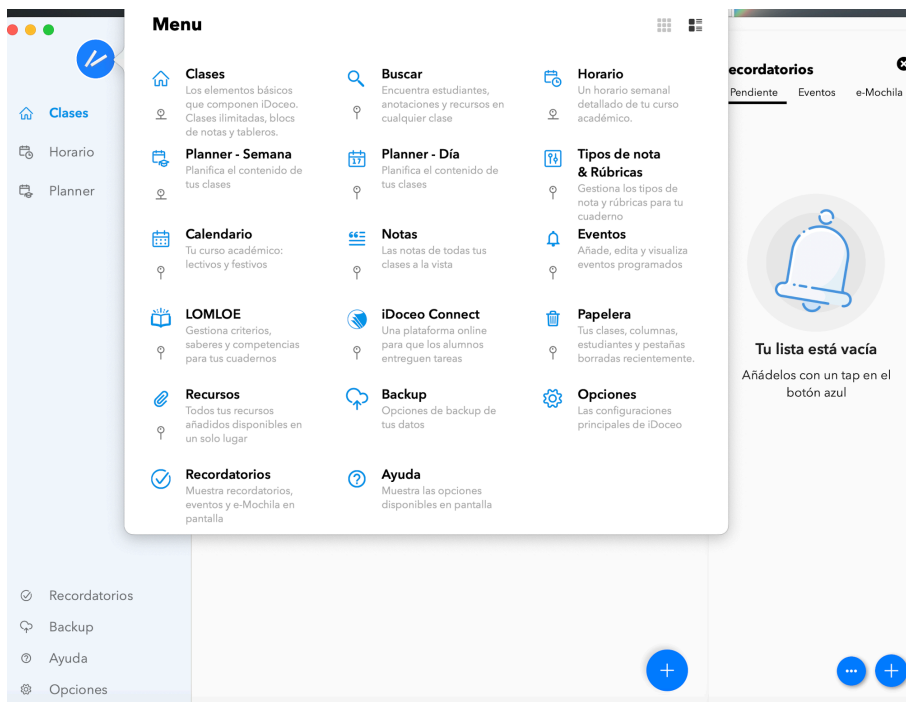 Menu
Clases
Los elementos básicos
que componen iDoceo.
Clases ilimitadas, blocs
de notas y tableros.
Buscar
Encuentra estudiantes,
anotaciones y recursos en
cualquier clase
Horario
Un horario semanal
detallado de tu curso
académico.
Planner - Semana
Planifica el contenido de
tus clases
Planner - Día
Planifica el contenido de
tus clases
17
Tipos de nota
& Rúbricas
Gestiona los tipos de
nota y rúbricas para tu
cuaderno
Calendario
Tu curso académico:
lectivos y festivos
Notas
Las notas de todas tus
clases a la vista
Eventos
Añade, edita y visualiza
eventos programados
LOMLOE
Gestiona criterios,
saberes y competencias
para tus cuadernos
iDoceo Connect
Una plataforma online
para que los alumnos
entreguen tareas
Papelera
Tus clases, columnas,
estudiantes y pestañas
borradas recientemente.
Recursos
Todos tus recursos
añadidos disponibles en
un solo lugar
Backup
Opciones de backup de
tus datos
Opciones
Las configuraciones
principales de iDoceo
Recordatorios
Muestra recordatorios,
eventos y e-Mochila en
pantalla
Ayuda
Muestra las opciones
disponibles en pantalla
Clases
Horario
Planner
Recordatorios
Backup
Ayuda
Opciones
ecordatorios
Pendiente Eventos e-Mochila
Tu lista está vacía
Añádelos con un tap en el
botón azul